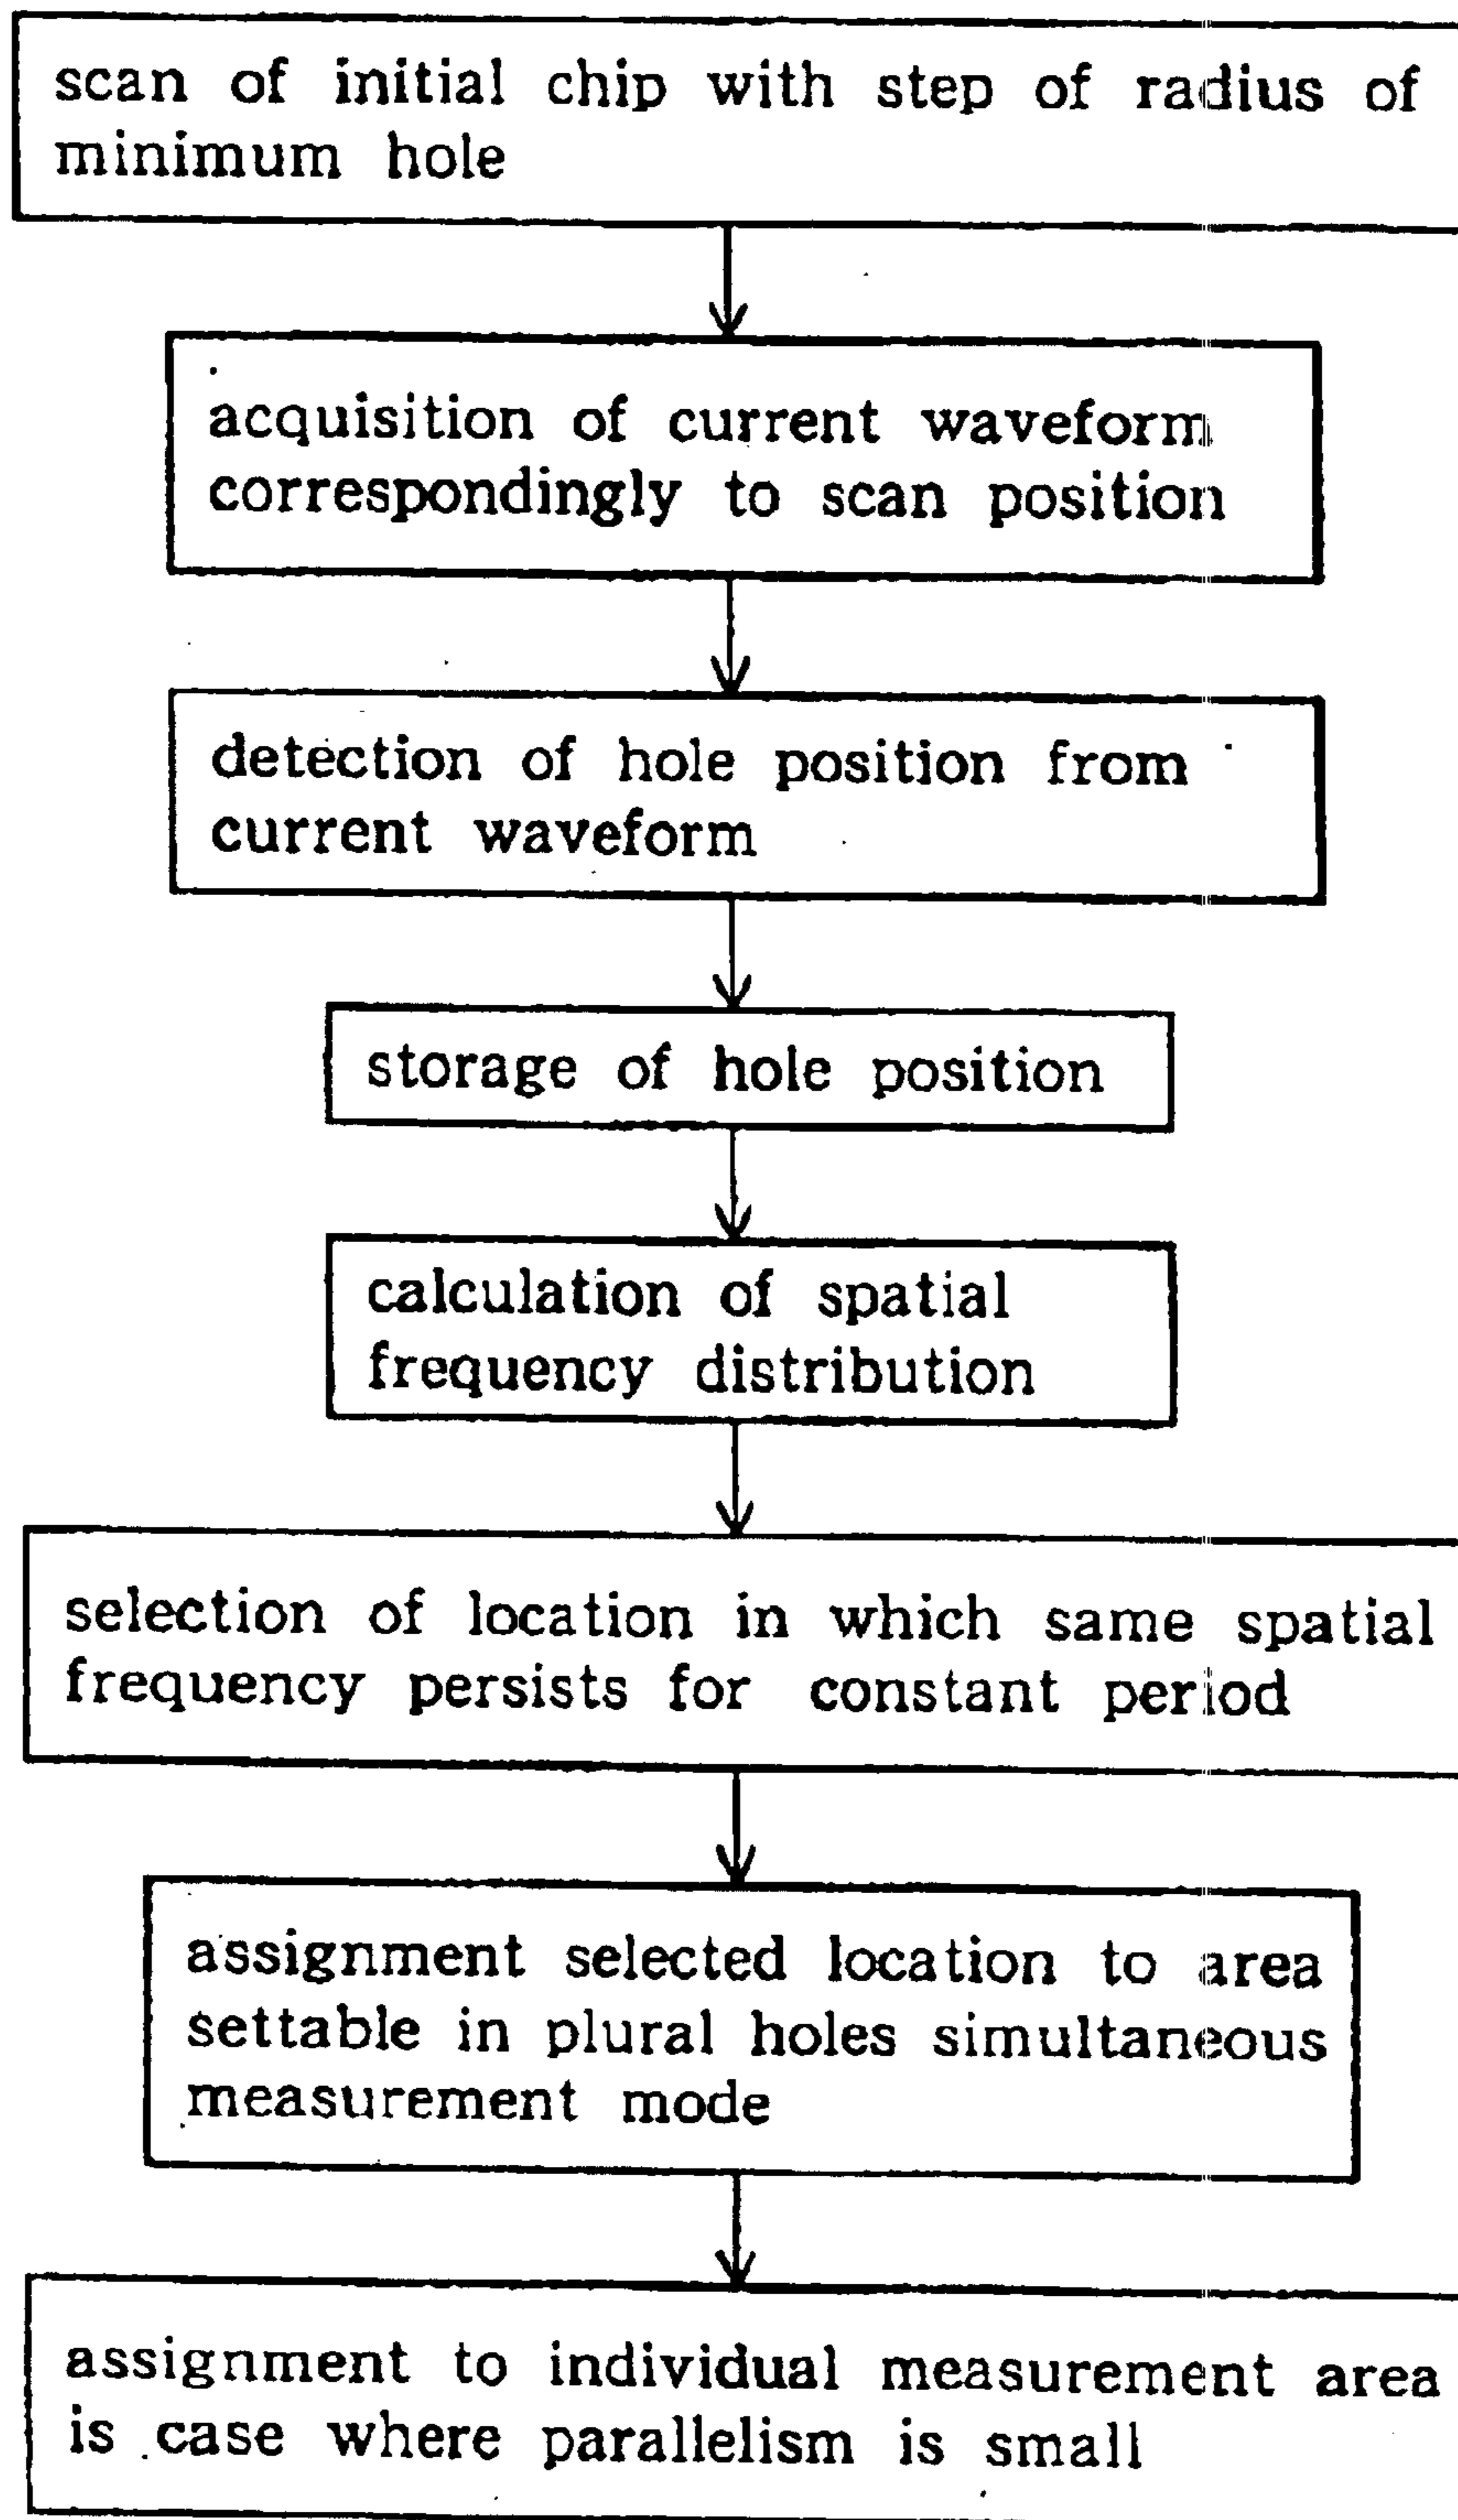 scan of initial chip with step of radius of
minimum hole
acquisition of current waveform
correspondingly to scan position
detection of hole position from
current waveform
storage of hole position
calculation of spatial
frequency distribution
selection of location in which same spatial
frequency persists for constant period
assignment selected location to area
settable in plural holes simultaneous
measurement mode
assignment to individual measurement area
is case where parallelism is small